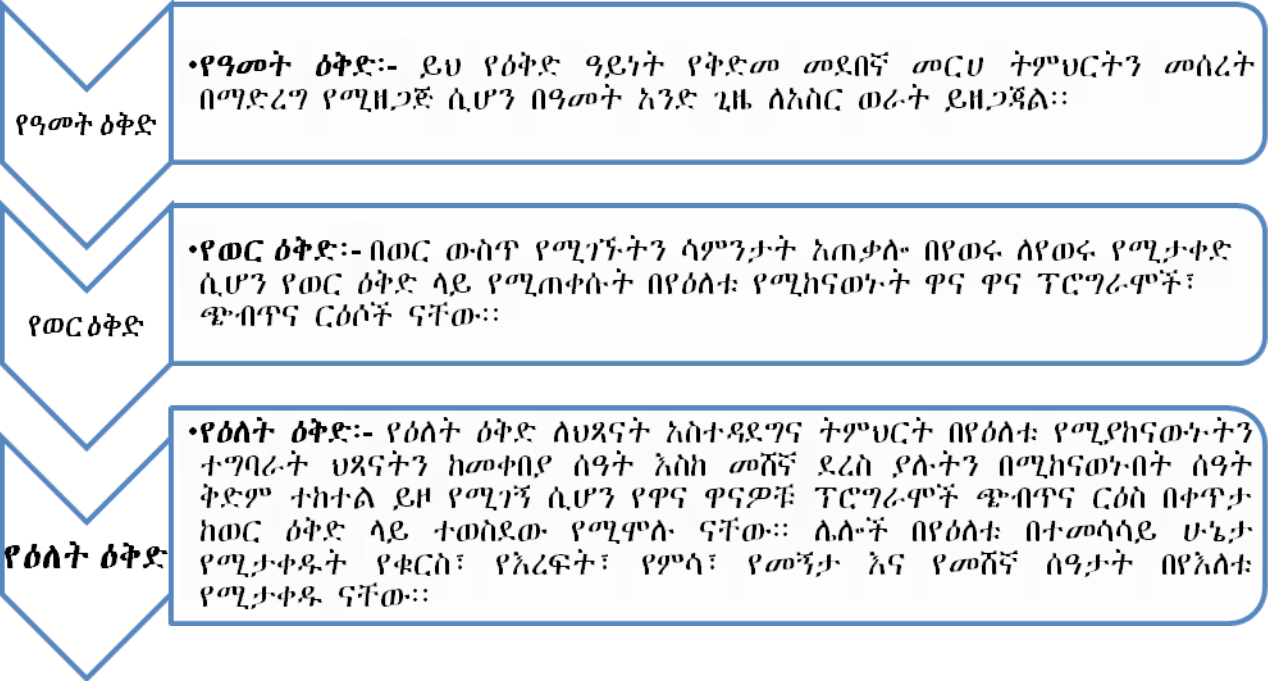 የዓመት ዕቅድ
•የዓመት ዕቅድ፡- ይህ የዕቅድ ዓይነት የቅድመ መደበኛ መርሀ ትምህርትን መሰረት
በማድረግ የሚዘጋጅ ሲሆን በዓመት አንድ ጊዜ ለአስር ወራት ይዘጋጃል፡፡
የወር ዕቅድ
•የወር ዕቅድ፡- በወር ውስጥ የሚገኙትን ሳምንታት አጠቃሎ በየወሩ ለየወሩ የሚታቀድ
ሲሆን የወር ዕቅድ ላይ የሚጠቀሱት በየዕለቱ የሚከናወኑት ዋና ዋና ፕሮግራሞች፣
ጭብጥና ርዕሶች ናቸው፡፡
የዕለት ዕቅድ
•የዕለት ዕቅድ፡- የዕለት ዕቅድ ለህጻናት አስተዳደግና ትምህርት በየዕለቱ የሚያከናውኑትን
ተግባራት ህጻናትን ከመቀበያ ሰዓት እስከ መሸኛ ደረስ ያሉትን በሚከናወኑበት ሰዓት
ቅድም ተከተል ይዞ የሚገኝ ሲሆን የዋና ዋናዎቹ ፕሮግራሞች ጭብጥና ርዕስ በቀጥታ
ከወር ዕቅድ ላይ ተወስደው የሚሞሉ ናቸው፡፡ ሌሎች በየዕለቱ በተመሳሳይ ሁኔታ
የሚታቀዱት የቁርስ፣ የእረፍት፣ የምሳ፣ የመኝታ እና የመሸኛ ሰዓታት በየእለቱ
የሚታቀዱ ናቸው፡፡